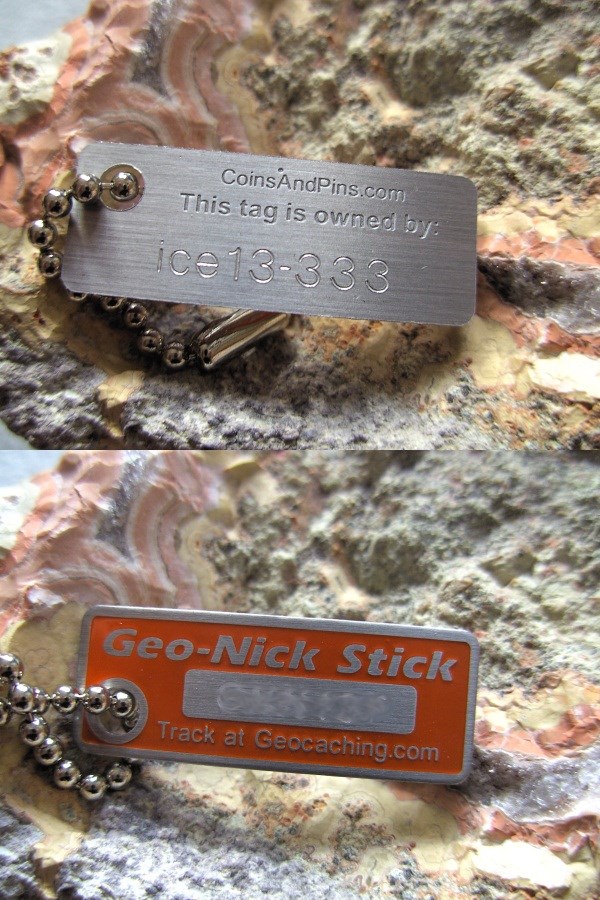 CoinsAndPins.com
This tag is owned by:
ice13-333
Geo-Nick Stick
Track at Geocaching.com